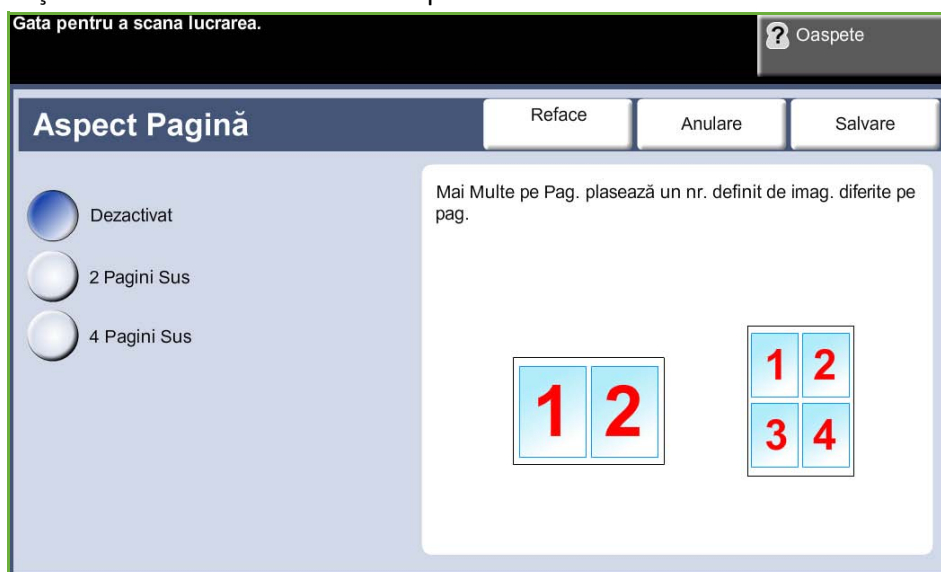 Gata pentru a scana lucrarea.
? Oaspete
Aspect Pagină
Reface
Anulare
Salvare
Dezactivat
2 Pagini Sus
4 Pagini Sus
Mai Multe pe Pag. plasează un nr. definit de imag. diferite pe
pag.
1 2
1 2
3 4